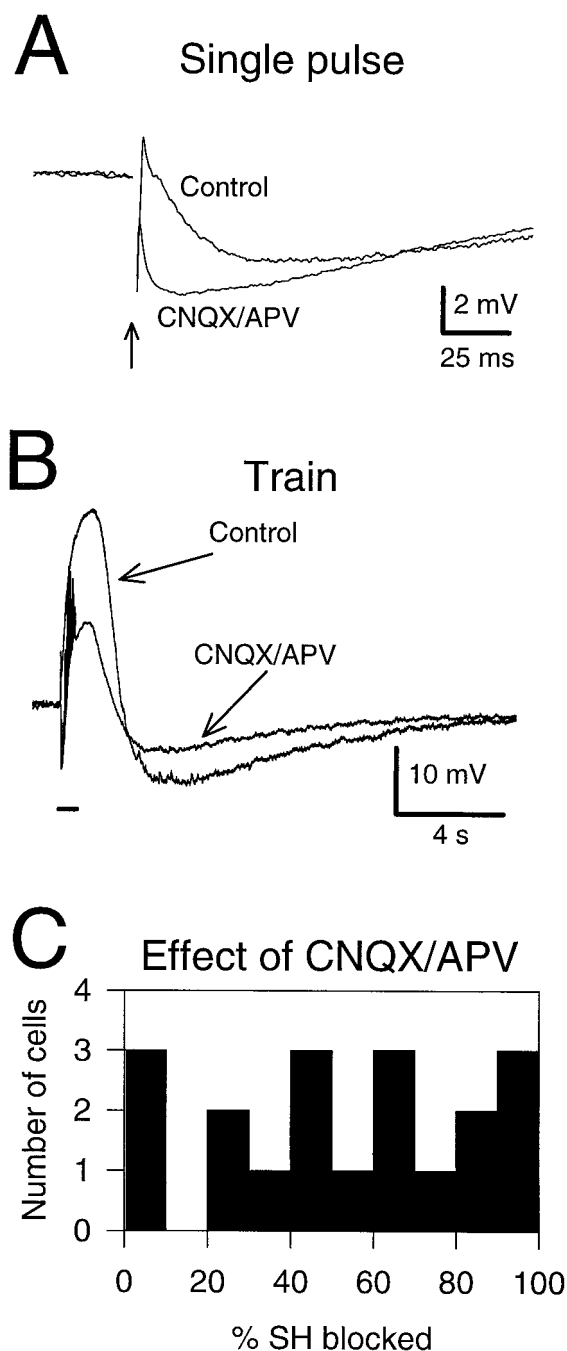 A
Single pulse
Control
CNQX/APV
2 mV
25 ms
B
Train
Control
CNQX/APV
10 mV
4 s
C
Effect of CNQX/APV
Number of cells
4
3
2
1
0
0 20 40 60 80 100
% SH blocked